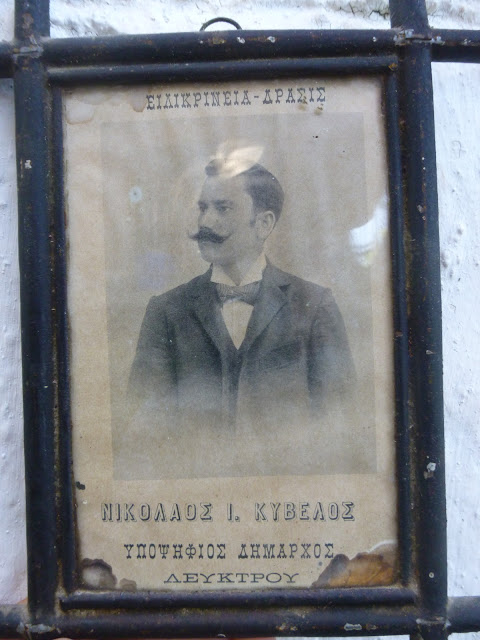 ΕΙΛΙΚΡΙΝΕΙΑ - ΔΡΑΣΙΣ
ΝΙΚΟΛΑΟΣ Ι. ΚΥΒΕΛΟΣ
ΥΠΟΨΗΦΙΟΣ ΔΗΜΑΡΧΟΣ
ΛΕΥΚΤΡΟΥ